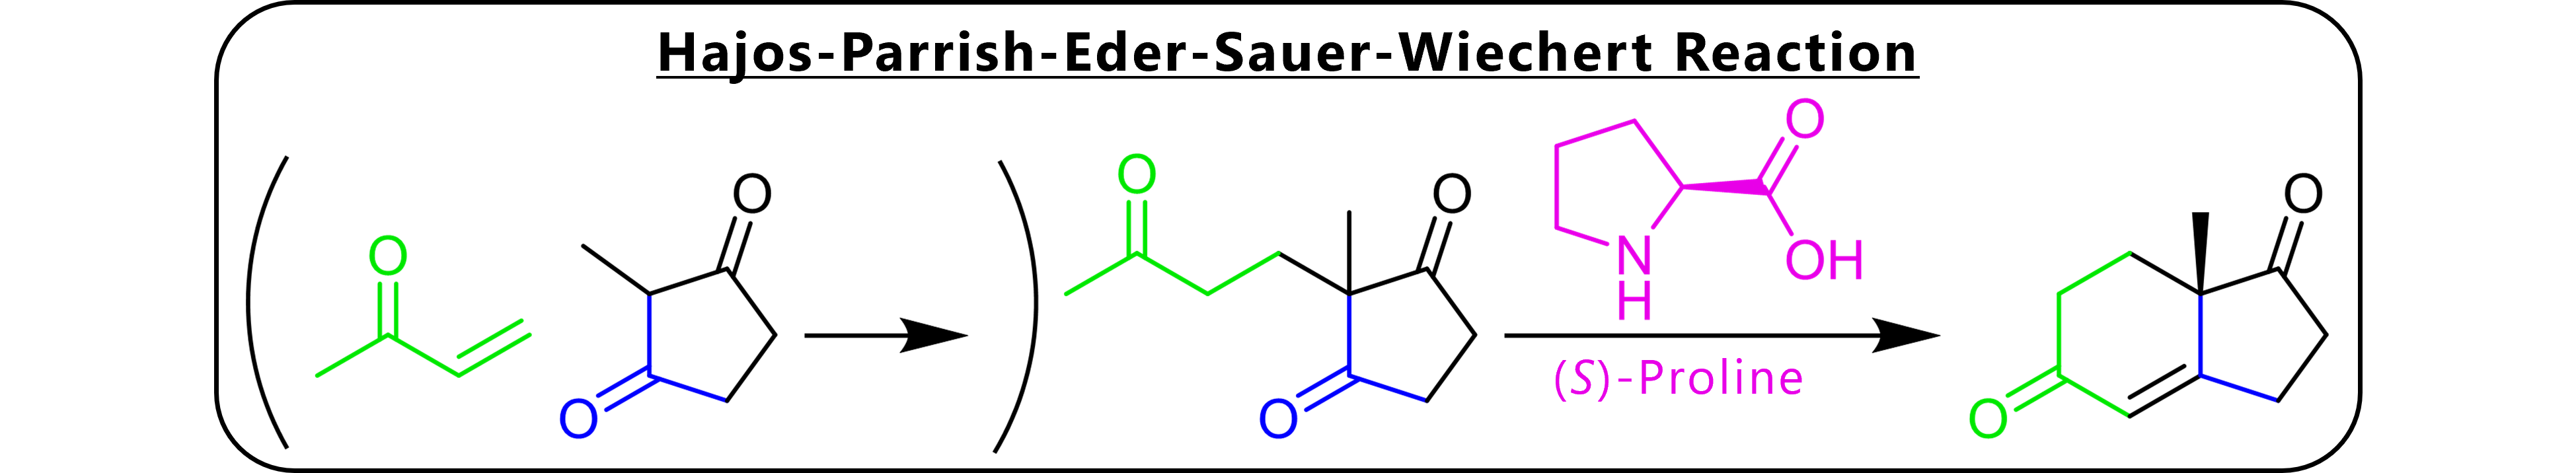 Hajos-Parrish-Eder-Sauer-Wiechert Reaction
O
O
O
O
O
O
O
OH
N
H
(S)-Proline
O
O